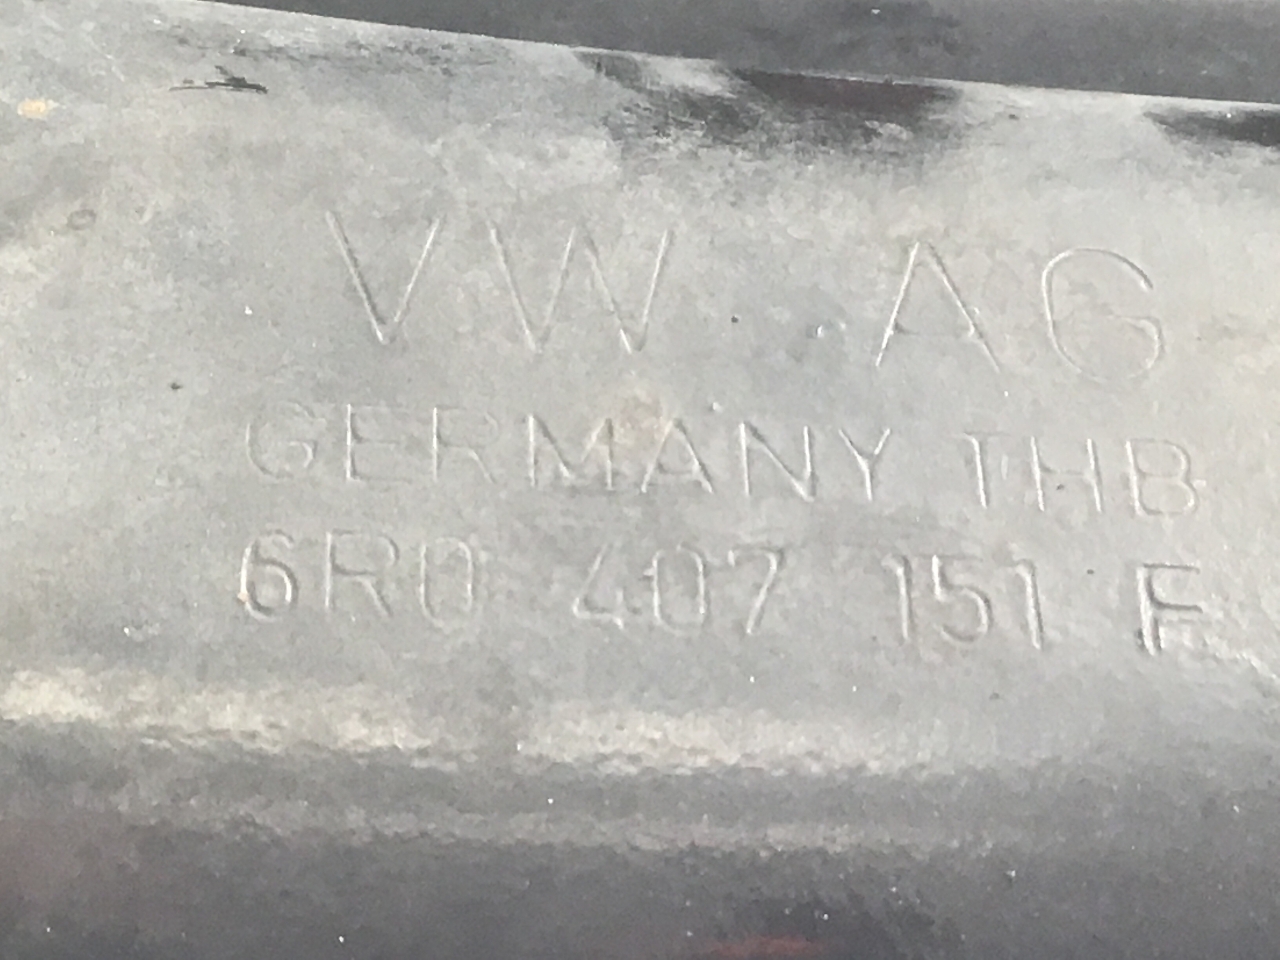 VW AG
GERMANY THB
6R0 407 151 F